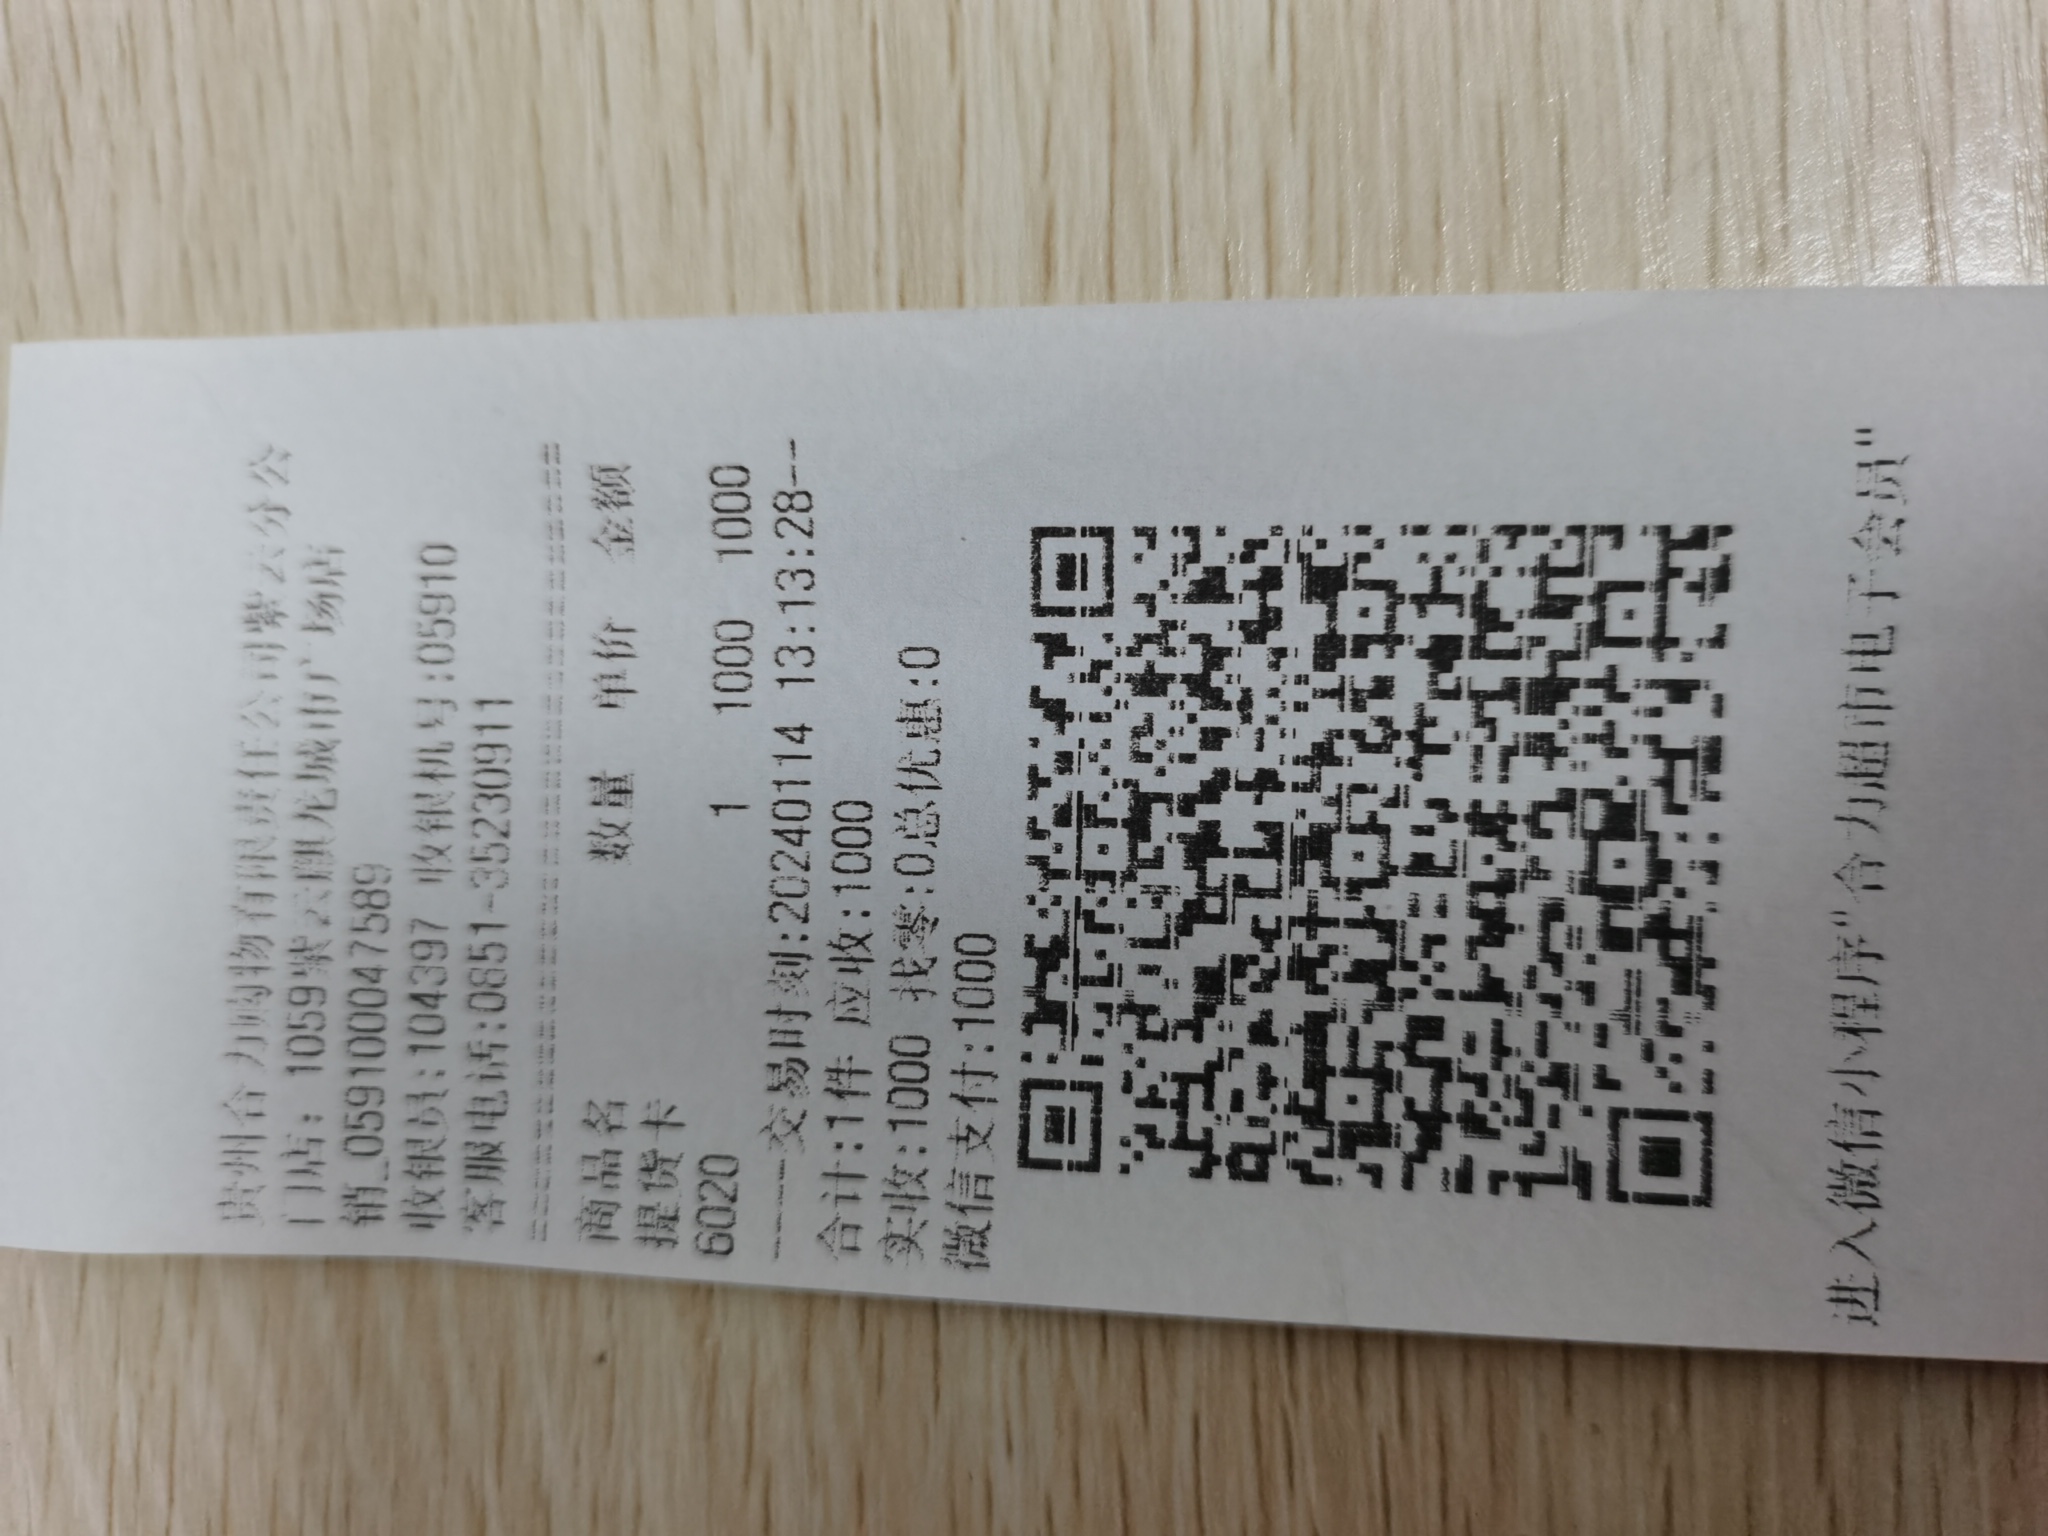 贵州合力购物有限责任公司紫云分公
门店: 1059紫云麒龙城市广场店
销_0591000047589
收银员:104397 收银机号:05910
客服电话:0851-35230911
================================
商品名 数量 单价 金额
提货卡
6020 1 1000 1000
-----交易时刻:20240114 13:13:28---
合计:1件 应收:1000
实收:1000 找零:0总优惠:0
微信支付:1000
进入微信小程序"合力超市电子会员"